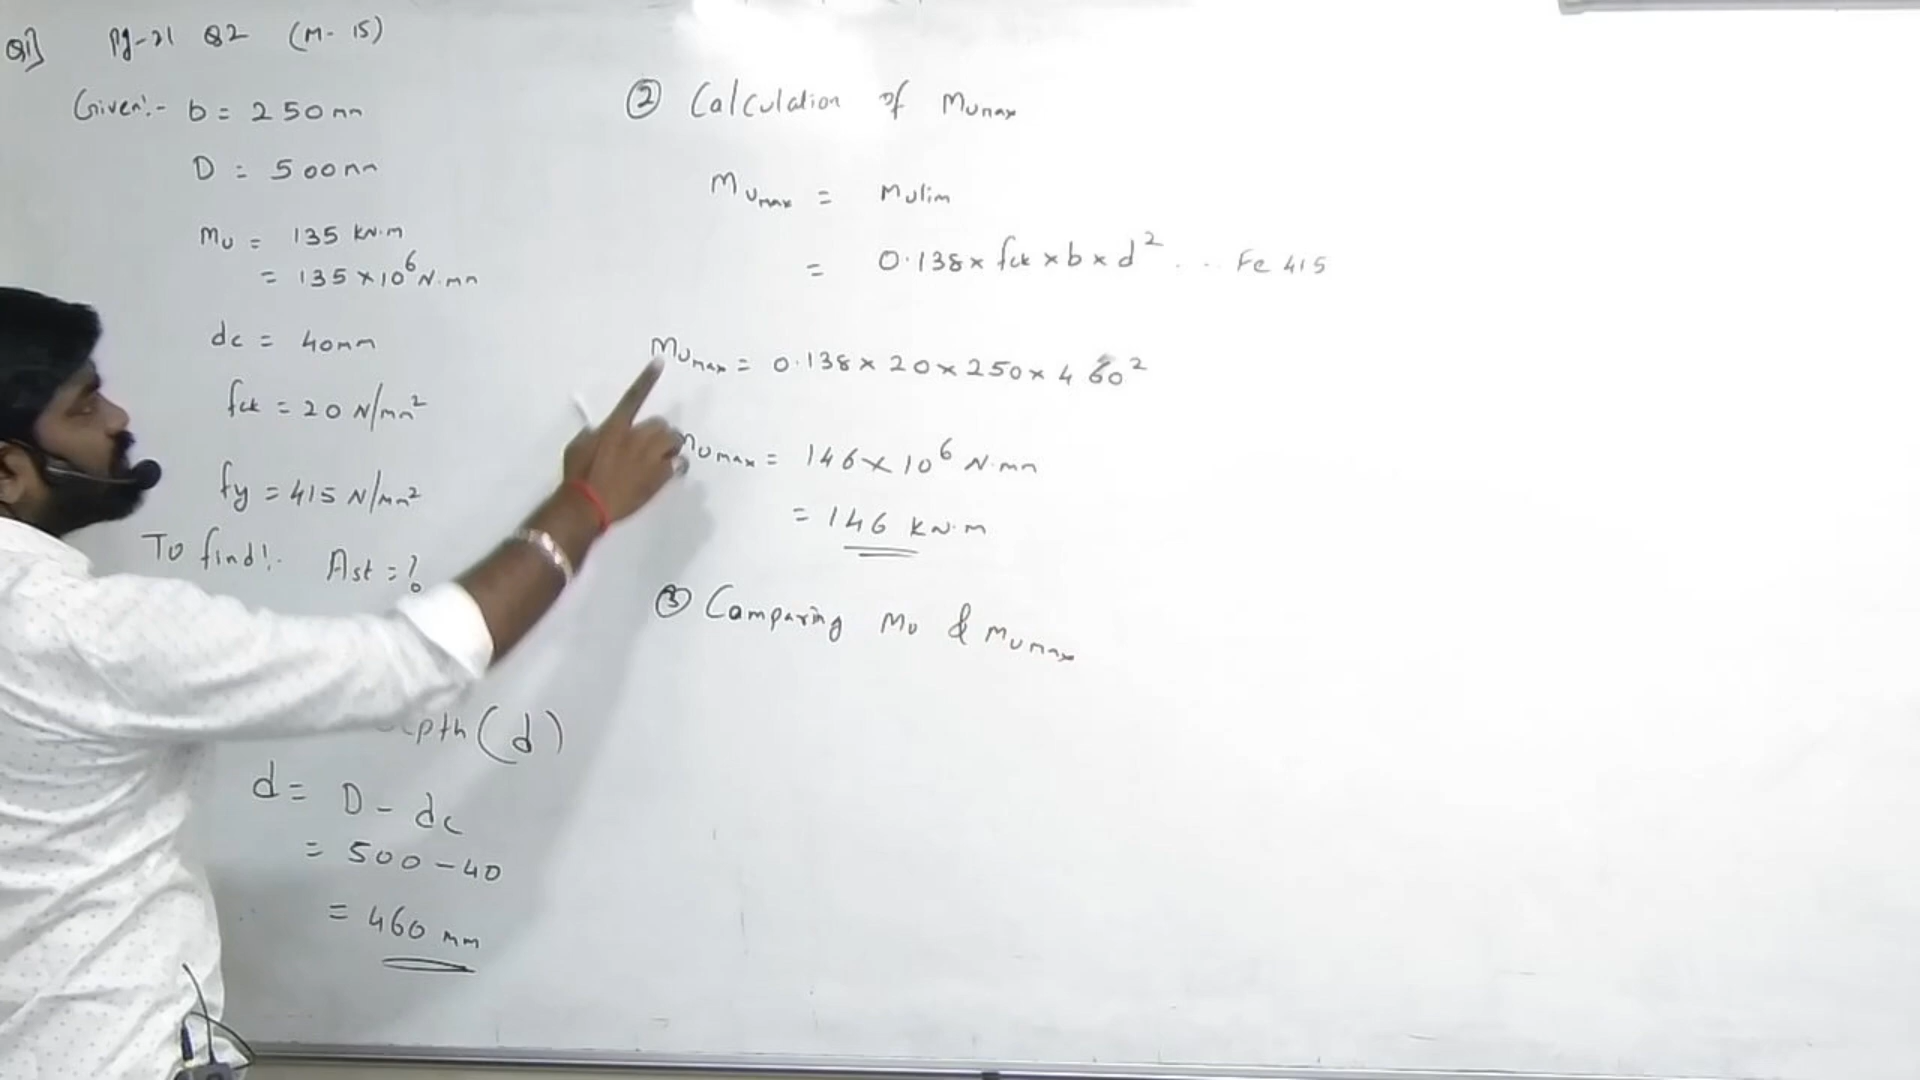 Q1] Pg-21 Q2 (M-15)
Given:- b = 250mm
D = 500mm
Mu = 135 kN.m
= 135 × 10^6 N.mm
dc = 40mm
fck = 20 N/mm²
fy = 415 N/mm²
To find:- Ast = ?
(d)
d = D - dc
= 500 - 40
= 460 mm
② Calculation of Mumax
Mumax = Mulim
= 0.138 × fck × b × d² ... Fe 415
Mumax = 0.138 × 20 × 250 × 460²
Mumax = 146 × 10^6 N.mm
= 146 kN.m
③ Comparing Mu & Mumax